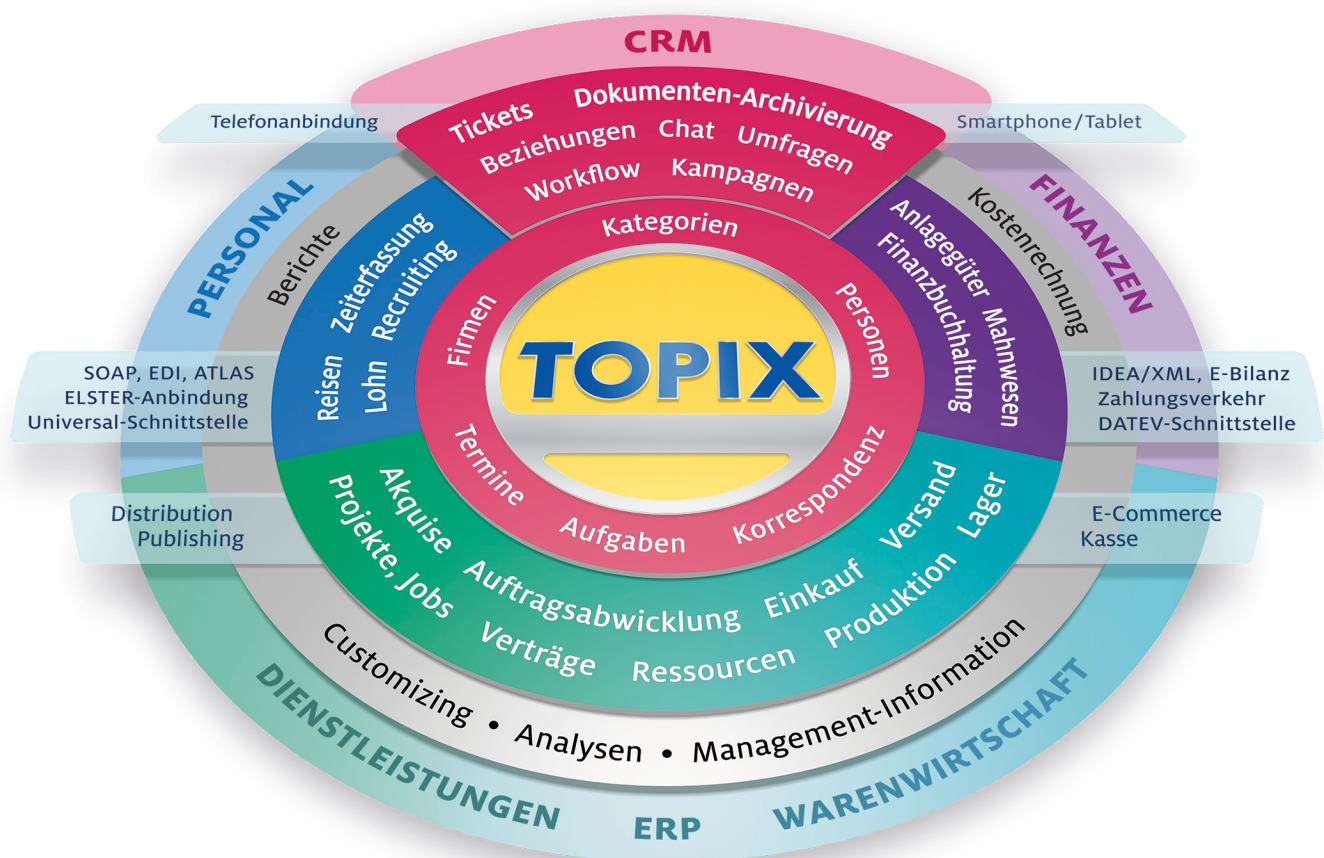 CRM
Tickets
Dokumenten-Archivierung
Beziehungen
Chat
Umfragen
Workflow
Kampagnen
Telefonanbindung
Smartphone/Tablet
PERSONAL
Berichte
Zeiterfassung
Recruiting
Reisen
Lohn
FINANZEN
Kostenrechnung
Anlagegüter
Mahnwesen
Finanzbuchhaltung
Kategorien
Firmen
Personen
TOPIX
Termine
Aufgaben
Korrespondenz
SOAP, EDI, ATLAS
ELSTER-Anbindung
Universal-Schnittstelle
IDEA/XML, E-Bilanz
Zahlungsverkehr
DATEV-Schnittstelle
Distribution
Publishing
E-Commerce
Kasse
Akquise
Projekte, Jobs
Auftragsabwicklung
Einkauf
Versand
Lager
Verträge
Ressourcen
Produktion
Customizing • Analysen • Management-Information
DIENSTLEISTUNGEN
ERP
WARENWIRTSCHAFT